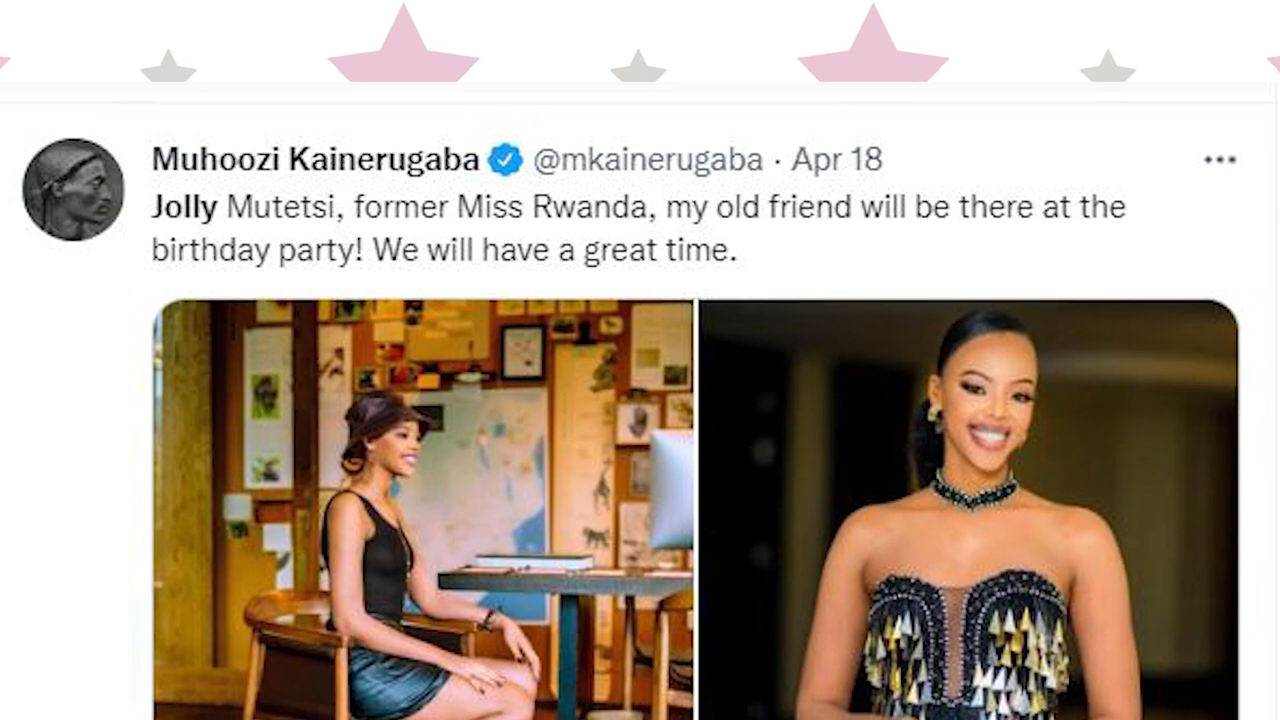 Muhoozi Kainerugaba @mkainerugaba · Apr 18
Jolly Mutetsi, former Miss Rwanda, my old friend will be there at the
birthday party! We will have a great time.